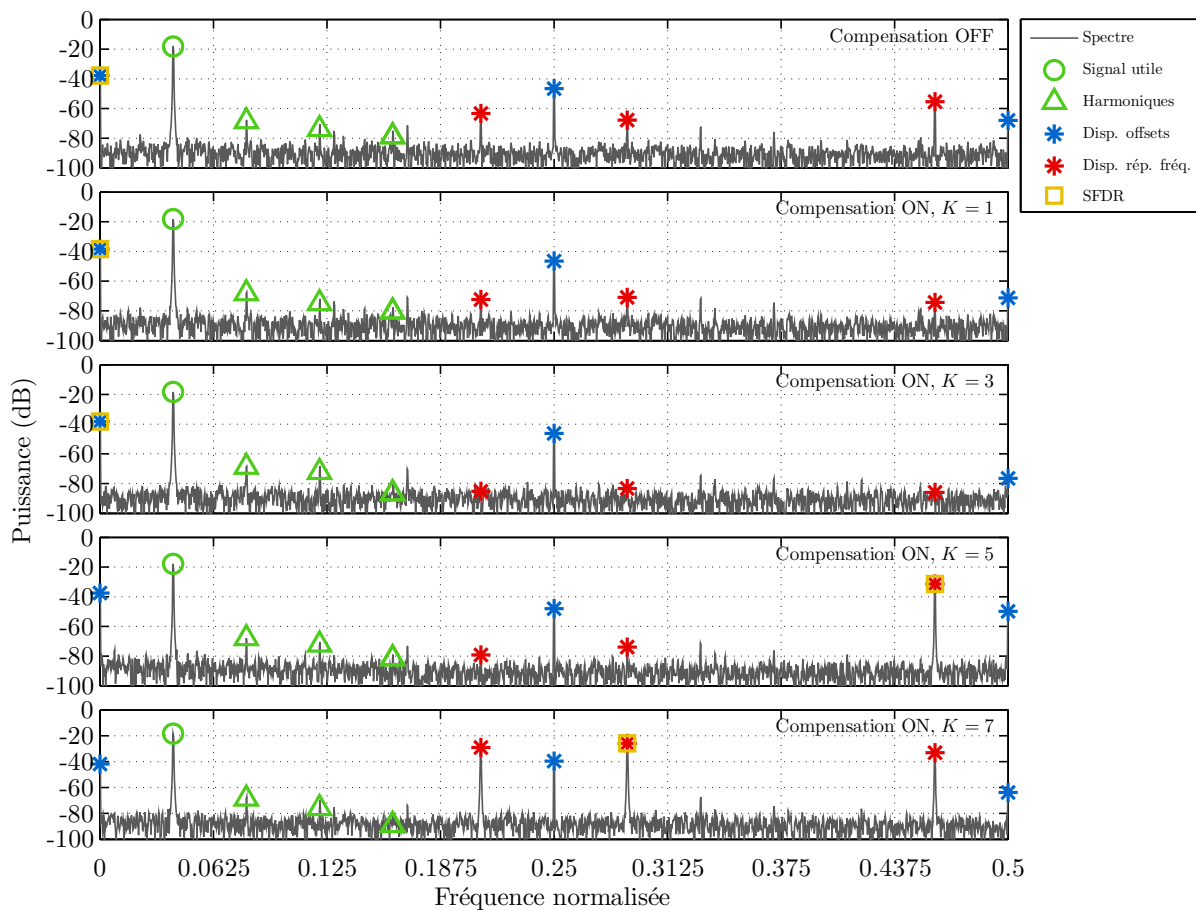 Compensation OFF
0
-20
-40
-60
-80
-100
Compensation ON, K = 1
0
-20
-40
-60
-80
-100
Compensation ON, K = 3
0
-20
-40
-60
-80
-100
Compensation ON, K = 5
0
-20
-40
-60
-80
-100
Compensation ON, K = 7
0
-20
-40
-60
-80
-100
0 0.0625 0.125 0.1875 0.25 0.3125 0.375 0.4375 0.5
Fréquence normalisée
Puissance (dB)
Spectre
Signal utile
Harmoniques
Disp. offsets
Disp. rép. fréq.
SFDR